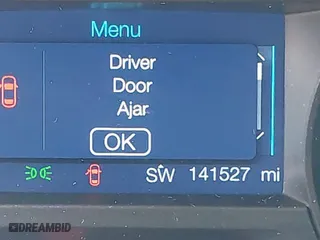 Menu
Driver
Door
Ajar
OK
SW 141527 mi
DREAMBID